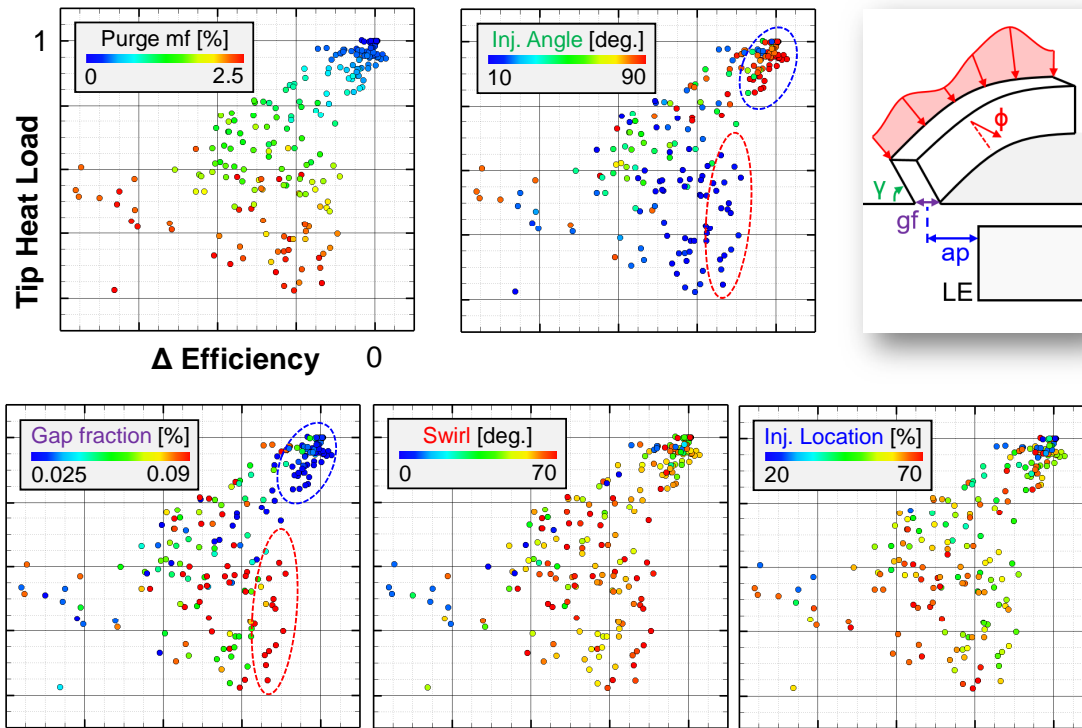 1
Purge mf [%]
0 2.5
Inj. Angle [deg.]
10 90
ϕ
γ
gf
ap
LE
Tip Heat Load
Δ Efficiency 0
Gap fraction [%]
0.025 0.09
Swirl [deg.]
0 70
Inj. Location [%]
20 70